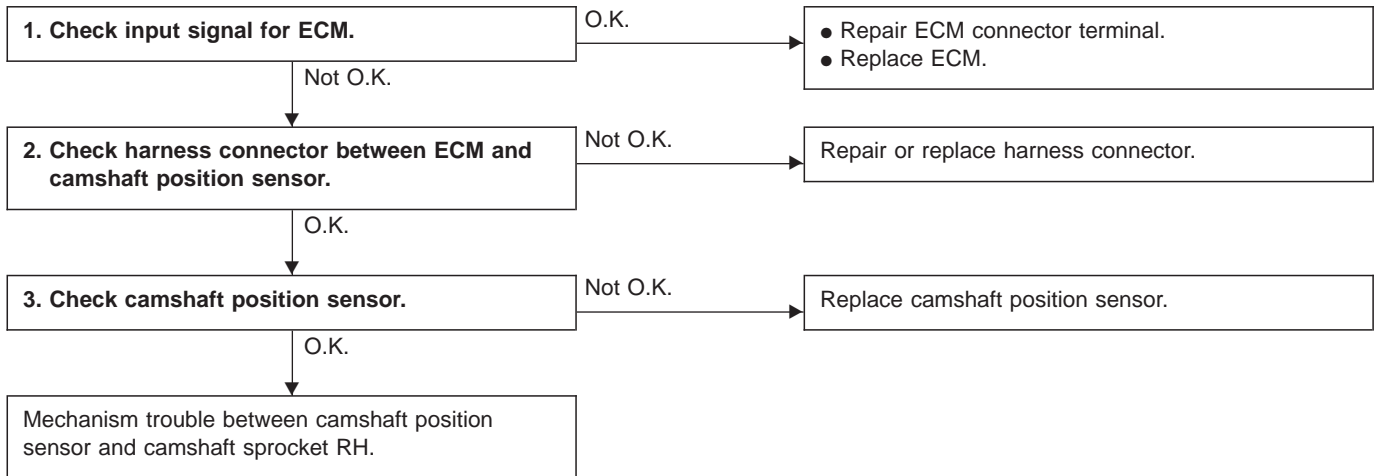 1. Check input signal for ECM.
O.K.
● Repair ECM connector terminal.
● Replace ECM.
Not O.K.
2. Check harness connector between ECM and
camshaft position sensor.
Not O.K.
Repair or replace harness connector.
O.K.
3. Check camshaft position sensor.
Not O.K.
Replace camshaft position sensor.
O.K.
Mechanism trouble between camshaft position
sensor and camshaft sprocket RH.